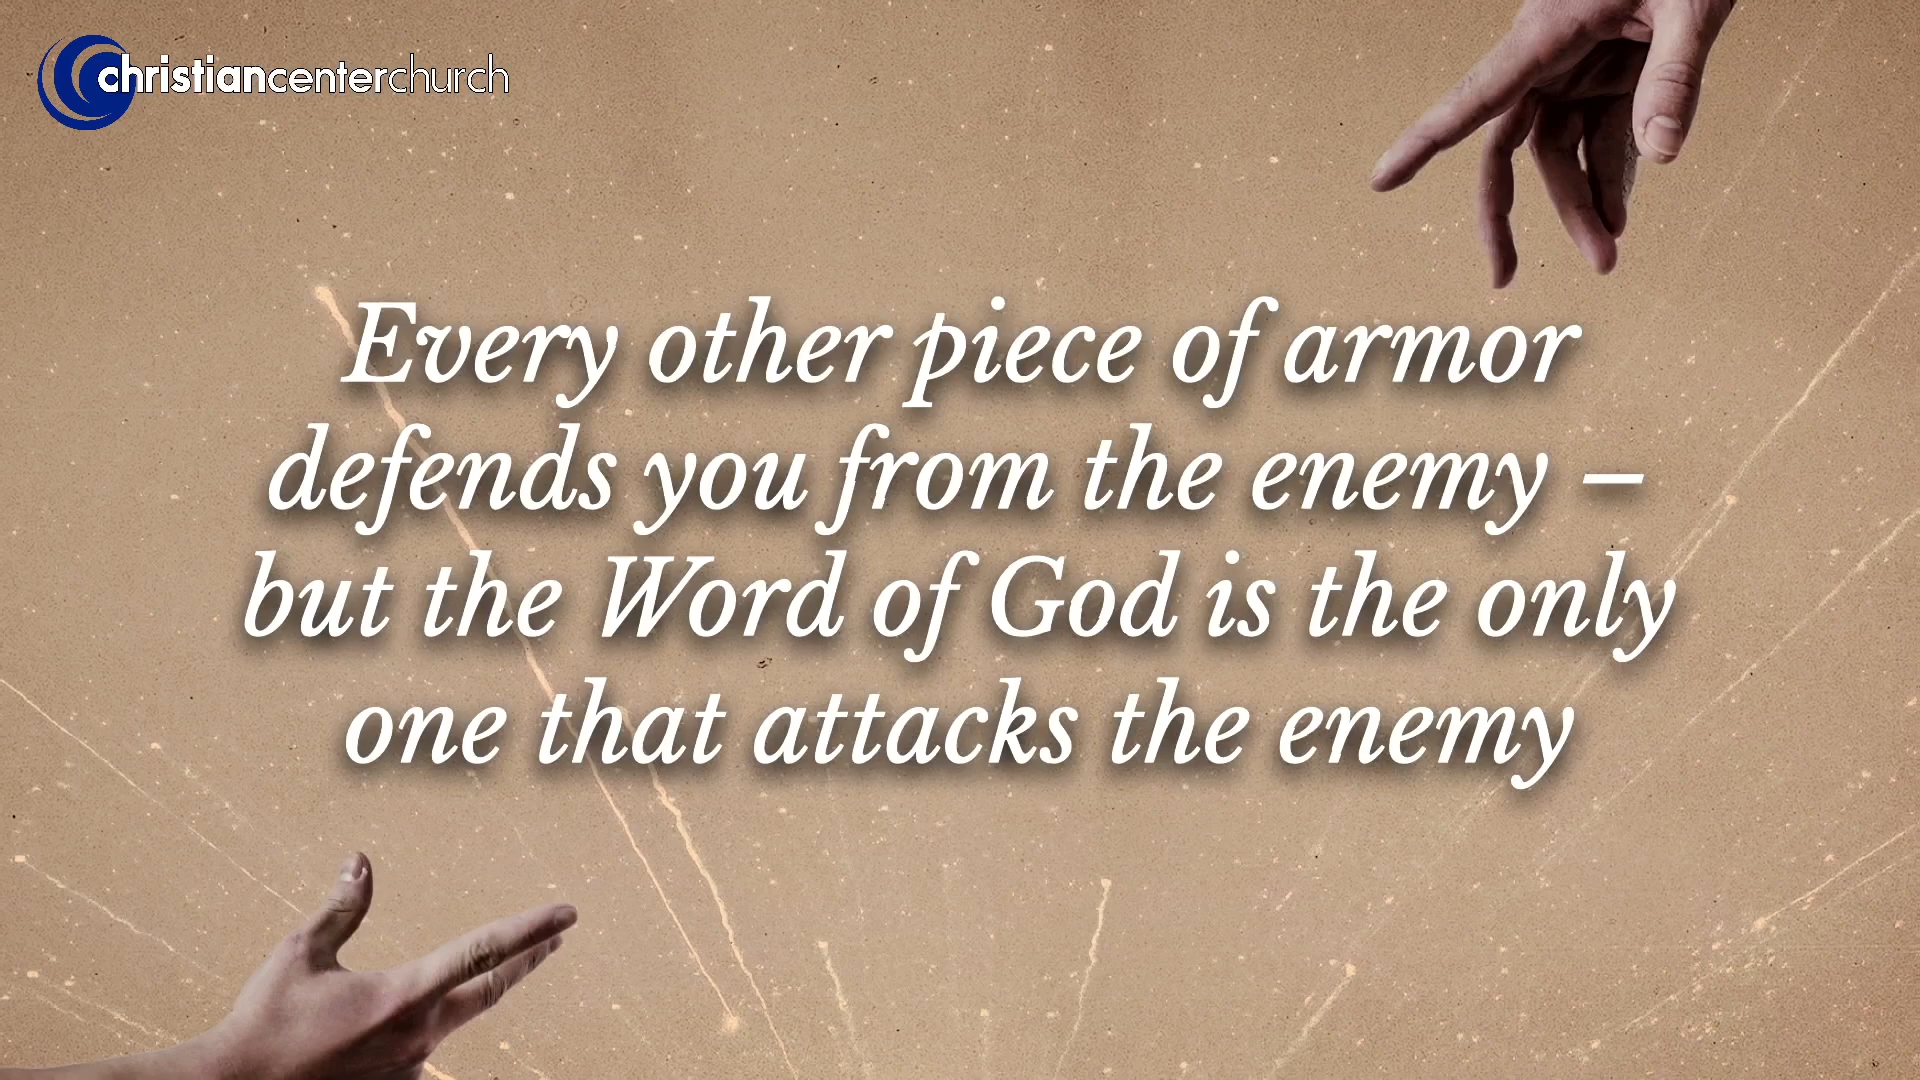 christiancenterchurch
Every other piece of armor
defends you from the enemy –
but the Word of God is the only
one that attacks the enemy